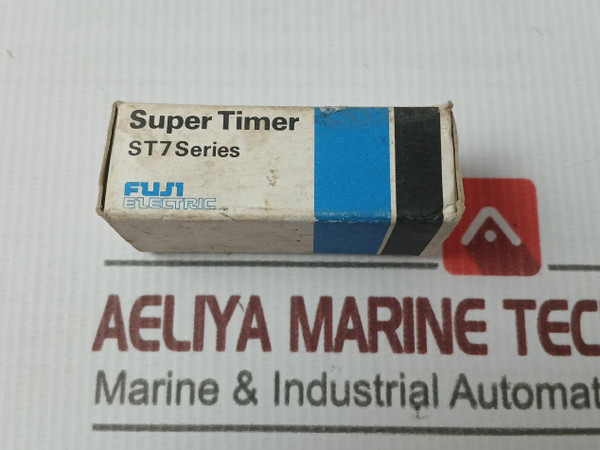 Super Timer
ST7 Series
FUJI
ELECTRIC
AELIYA MARINE TEC
Marine & Industrial Automat